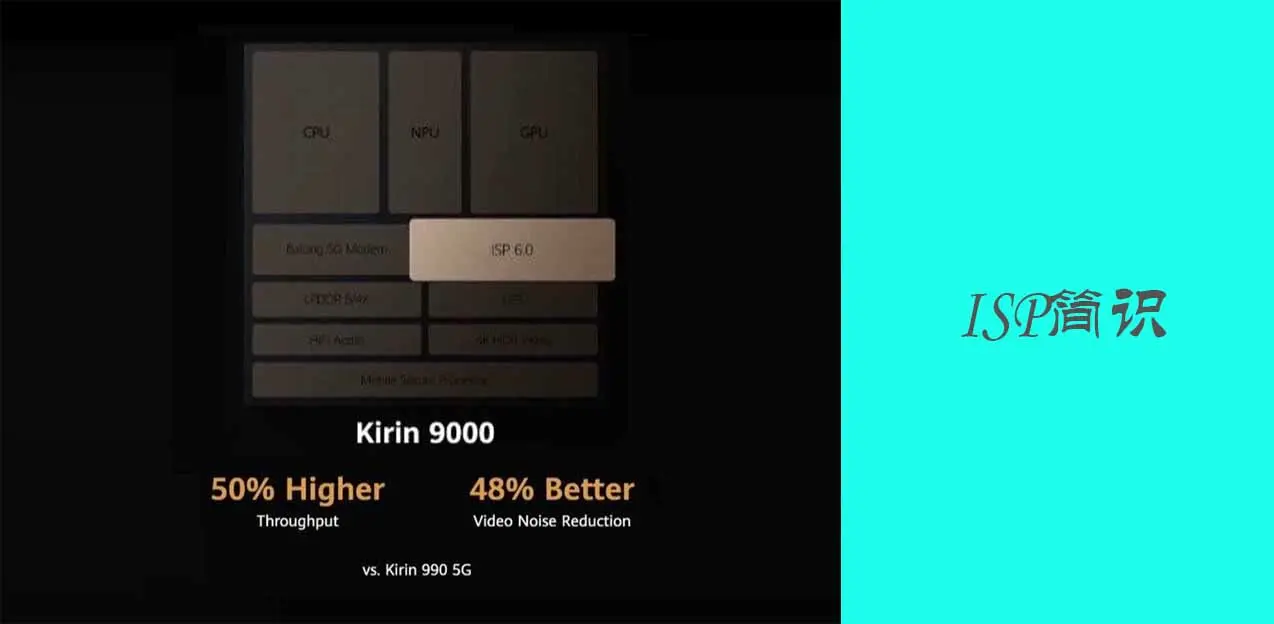 CPU
NPU
GPU
Balong 5G Modem
ISP 6.0
LPDDR 5/4X
HiFi Audio
4K HDR Video
Mobile Secure Processor
Kirin 9000
50% Higher
48% Better
Throughput
Video Noise Reduction
vs. Kirin 990 5G
ISP简识